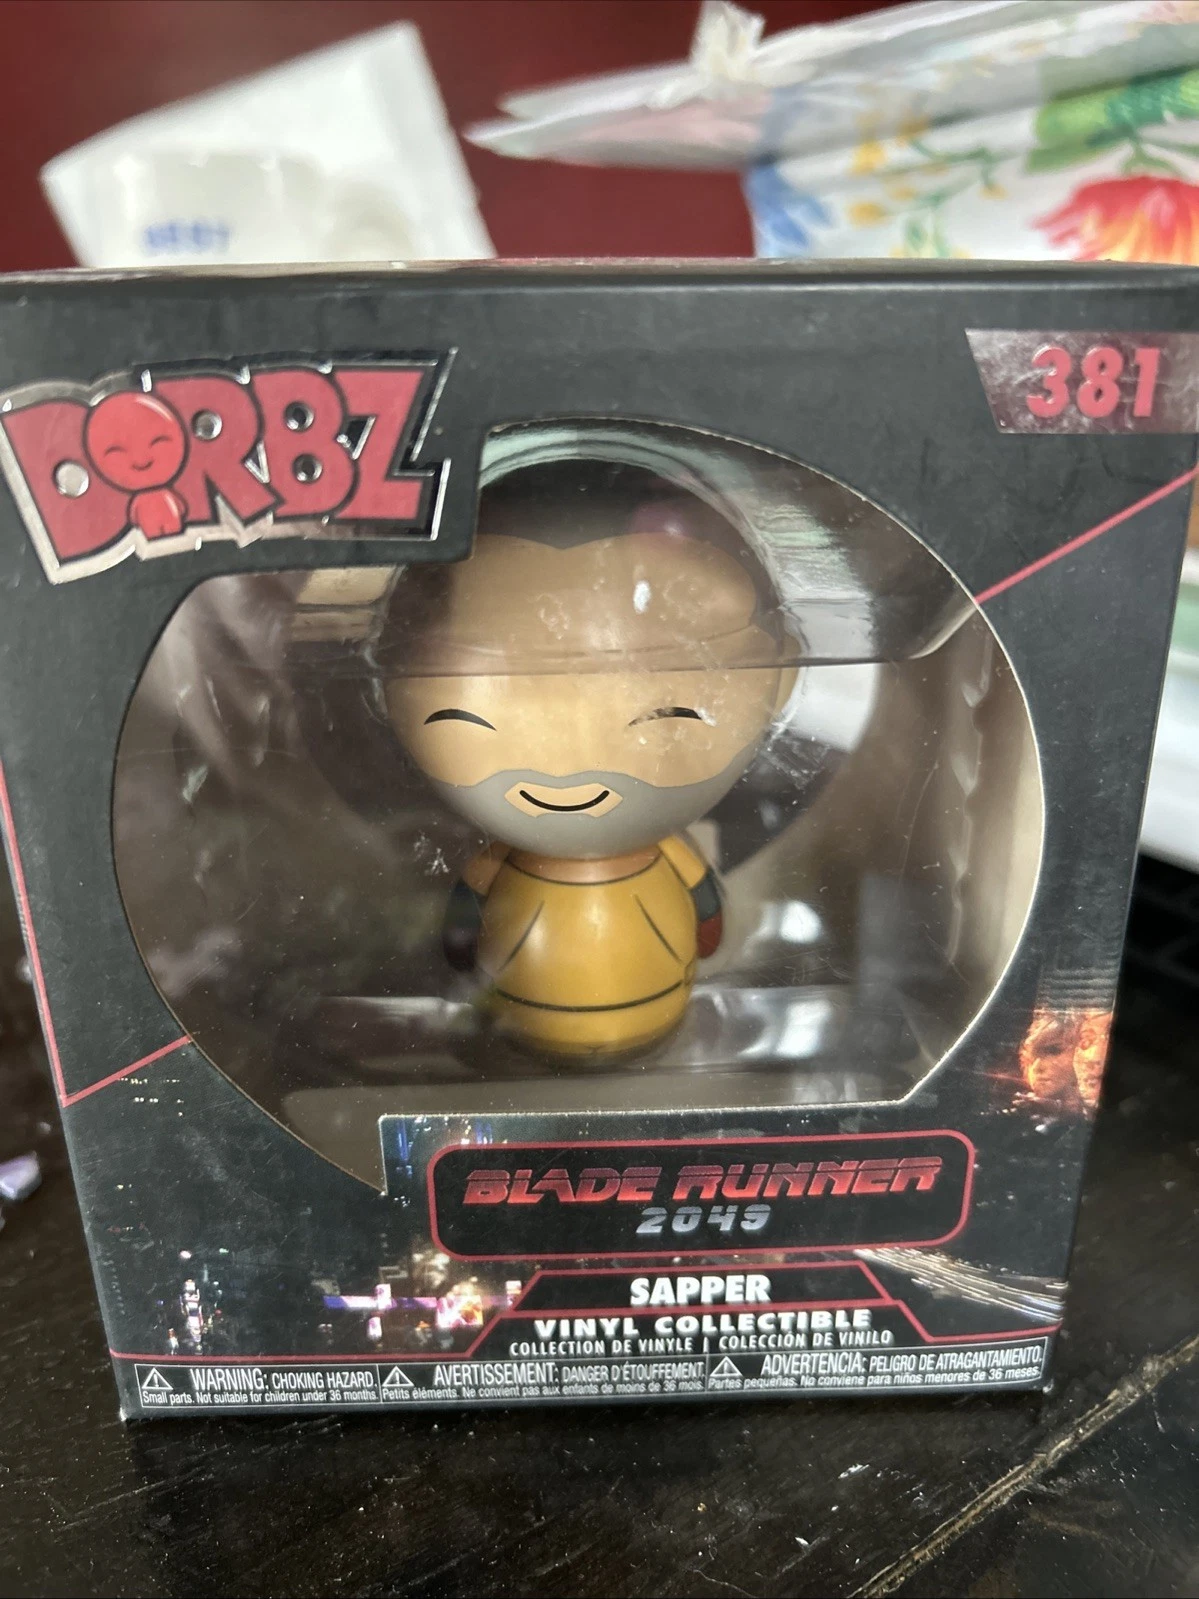 DORBZ
381
BLADE RUNNER
2049
SAPPER
VINYL COLLECTIBLE
COLLECTION DE VINYLE | COLECCIÓN DE VINILO
WARNING: CHOKING HAZARD.
Small parts. Not suitable for children under 36 months.
AVERTISSEMENT: DANGER D'ÉTOUFFEMENT.
Petits éléments. Ne convient pas aux enfants de moins de 36 mois.
ADVERTENCIA: PELIGRO DE ATRAGANTAMIENTO.
Partes pequeñas. No conviene para niños menores de 36 meses.